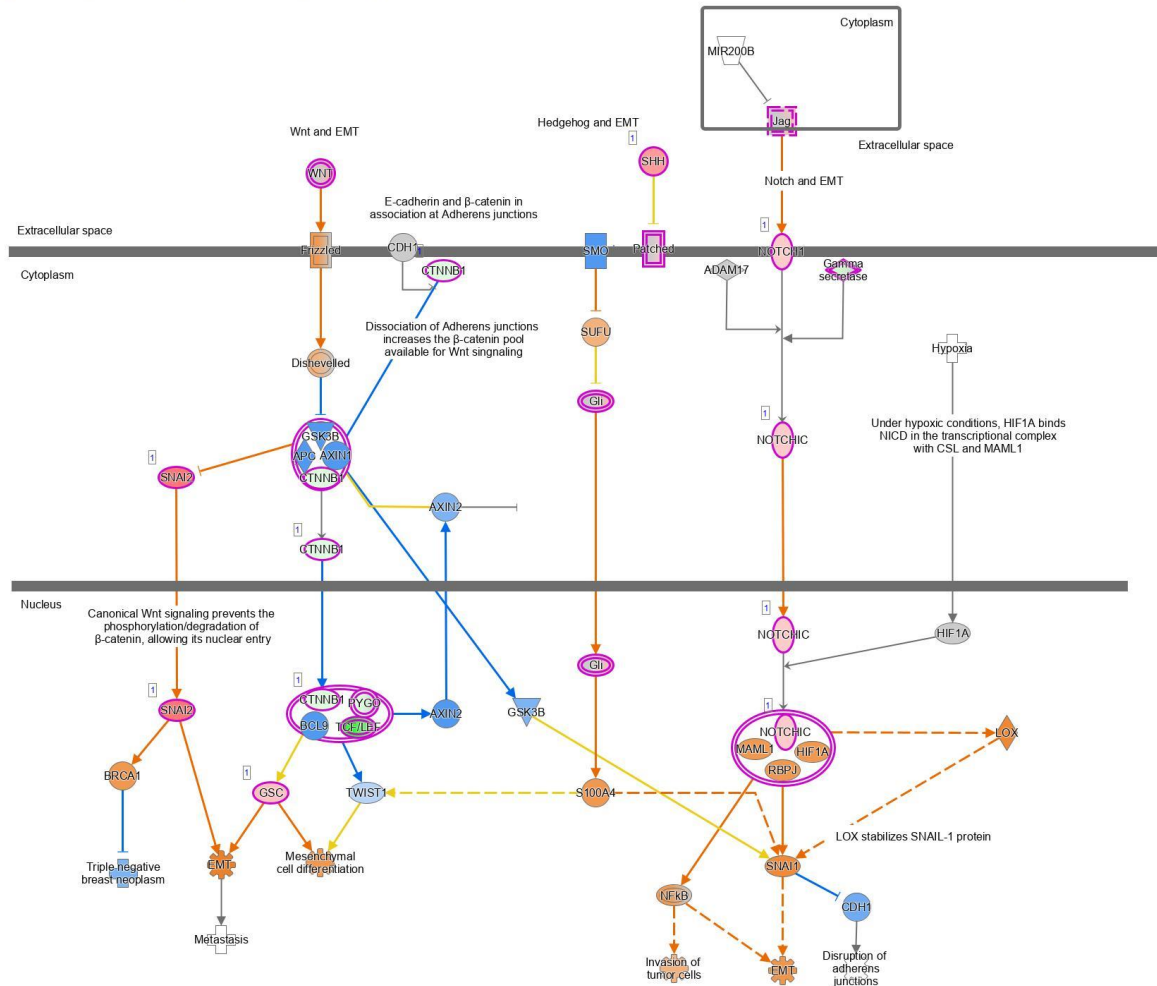 Cytoplasm
MIR200B
Jag
Extracellular space
Wnt and EMT
Hedgehog and EMT
1
SHH
WNT
Notch and EMT
E-cadherin and β-catenin in
association at Adherens junctions
Extracellular space
1
Frizzled
CDH1
1
SMO
Patched
NOTCH1
Cytoplasm
CTNNB1
ADAM17
Gamma
secretase
Dissociation of Adherens junctions
increases the β-catenin pool
available for Wnt singnaling
SUFU
Hypoxia
Dishevelled
Gli
1
Under hypoxic conditions, HIF1A binds
NICD in the transcriptional complex
with CSL and MAML1
GSK3B
NOTCHIC
APC
AXIN1
1
SNAI2
CTNNB1
AXIN2
1
CTNNB1
Nucleus
Canonical Wnt signaling prevents the
phosphorylation/degradation of
β-catenin, allowing its nuclear entry
1
NOTCHIC
HIF1A
Gli
1
1
CTNNB1
PYGO
SNAI2
BCL9
TCF/LEF
AXIN2
GSK3B
1
NOTCHIC
LOX
MAML1
HIF1A
RBPJ
BRCA1
1
GSC
TWIST1
S100A4
LOX stabilizes SNAIL-1 protein
Triple negative
breast neoplasm
EMT
Mesenchymal
cell differentiation
SNAI1
NFkB
CDH1
Metastasis
Invasion of
tumor cells
EMT
Disruption of
adherens
junctions